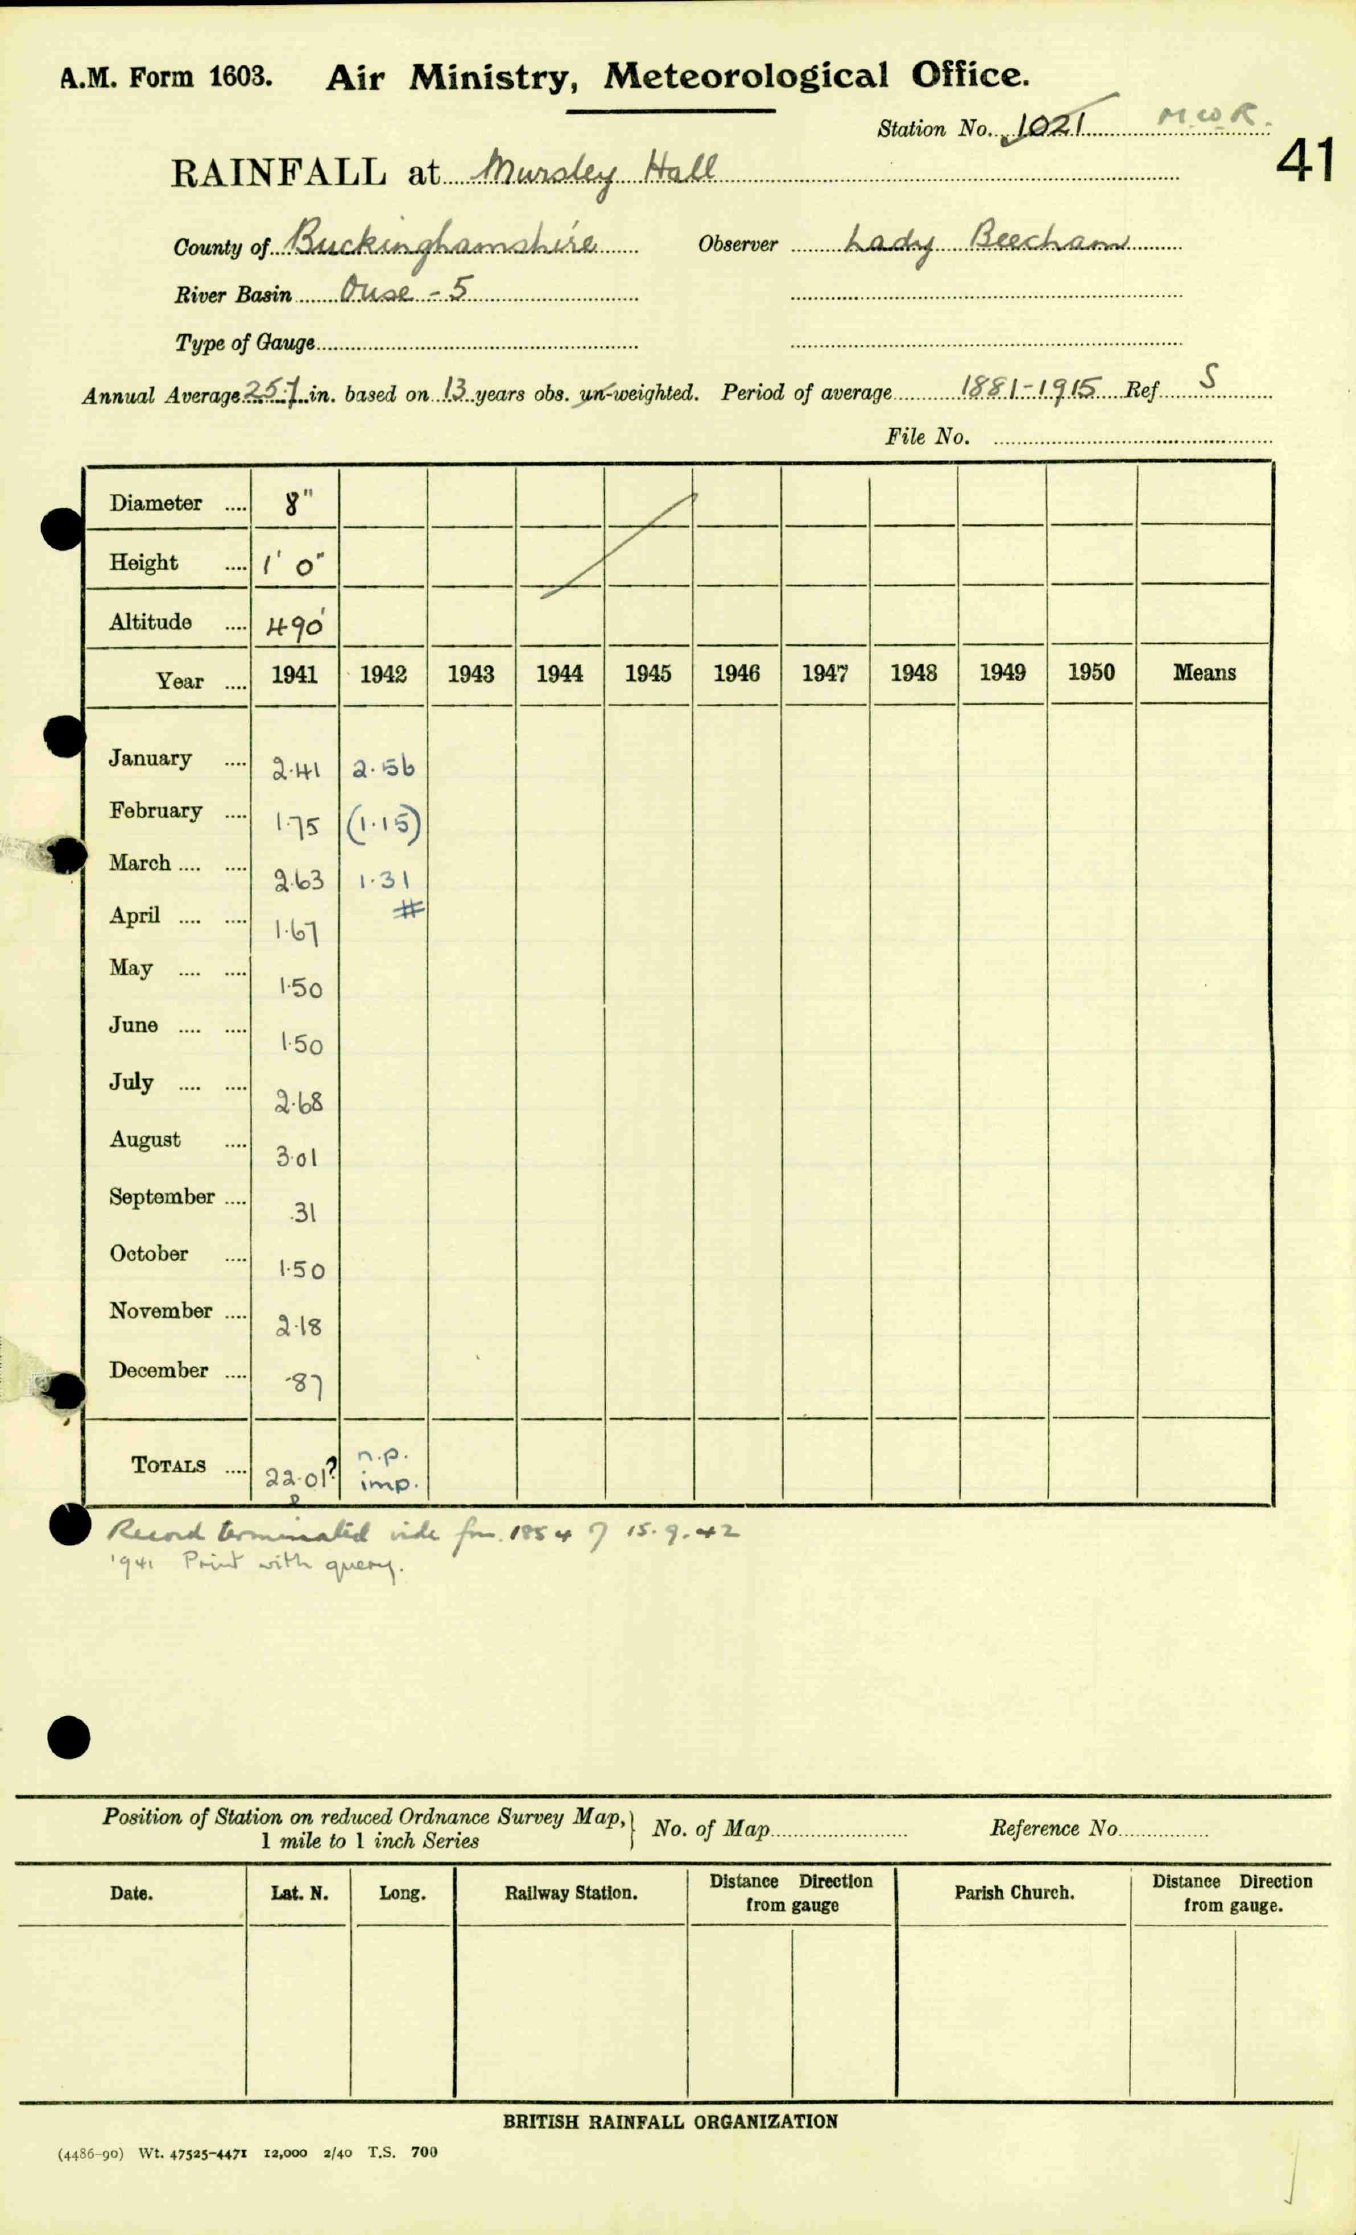 A.M. Form 1603. Air Ministry, Meteorological Office.
Station No. 1021 M.W.R.
41
RAINFALL at Mursley Hall
County of Buckinghamshire Observer Lady Beecham
River Basin Ouse - 5
Type of Gauge
Annual Average 25.7 in. based on 13 years obs. un-weighted. Period of average 1881-1915 Ref S
File No.
Diameter .... 8"
Height .... 1' 0"
Altitude .... 490'
Year .... 1941 1942 1943 1944 1945 1946 1947 1948 1949 1950 Means
January .... 2.41 2.56
February .... 1.75 (1.15)
March .... .... 2.63 1.31
April .... .... 1.67 #
May .... .... 1.50
June .... .... 1.50
July .... .... 2.68
August .... 3.01
September .... .31
October .... 1.50
November .... 2.18
December .... .87
TOTALS .... 22.01? n.p. imp.
Record terminated vide fm. 1854 of 15.9.42
1941 Print with query.
Position of Station on reduced Ordnance Survey Map,} No. of Map Reference No
1 mile to 1 inch Series
Date. Lat. N. Long. Railway Station. Distance Direction from gauge Parish Church. Distance Direction from gauge.
BRITISH RAINFALL ORGANIZATION
(4486-90) Wt. 47525-4471 12,000 2/40 T.S. 700